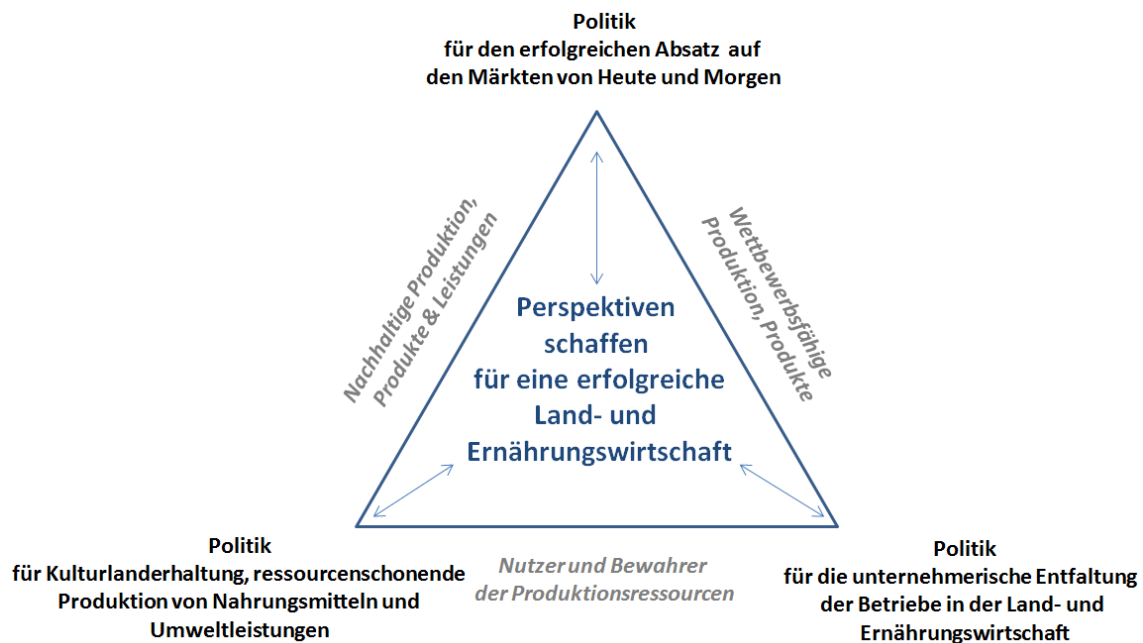 Politik
für den erfolgreichen Absatz auf
den Märkten von Heute und Morgen
Nachhaltige Produktion,
Produkte & Leistungen
Wettbewerbsfähige
Produktion, Produkte
Perspektiven
schaffen
für eine erfolgreiche
Land- und
Ernährungswirtschaft
Politik
für Kulturlanderhaltung, ressourcenschonende
Produktion von Nahrungsmitteln und
Umweltleistungen
Nutzer und Bewahrer
der Produktionsressourcen
Politik
für die unternehmerische Entfaltung
der Betriebe in der Land- und
Ernährungswirtschaft